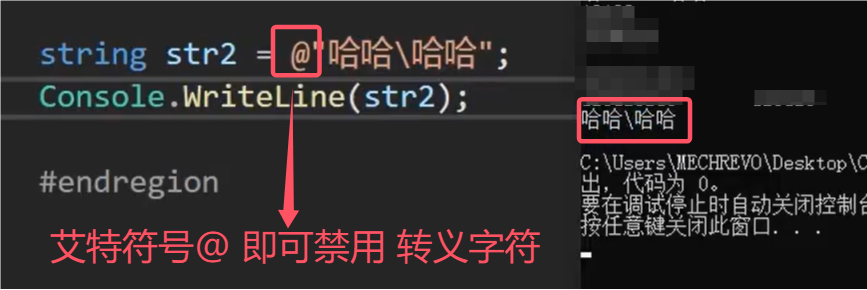 string str2 = @"哈哈\哈哈";
Console.WriteLine(str2);
#endregion
艾特符号@ 即可禁用 转义字符
哈哈\哈哈
C:\Users\MECHREVO\Desktop\C
出，代码为 0。
要在调试停止时自动关闭控制台
按任意键关闭此窗口. . .